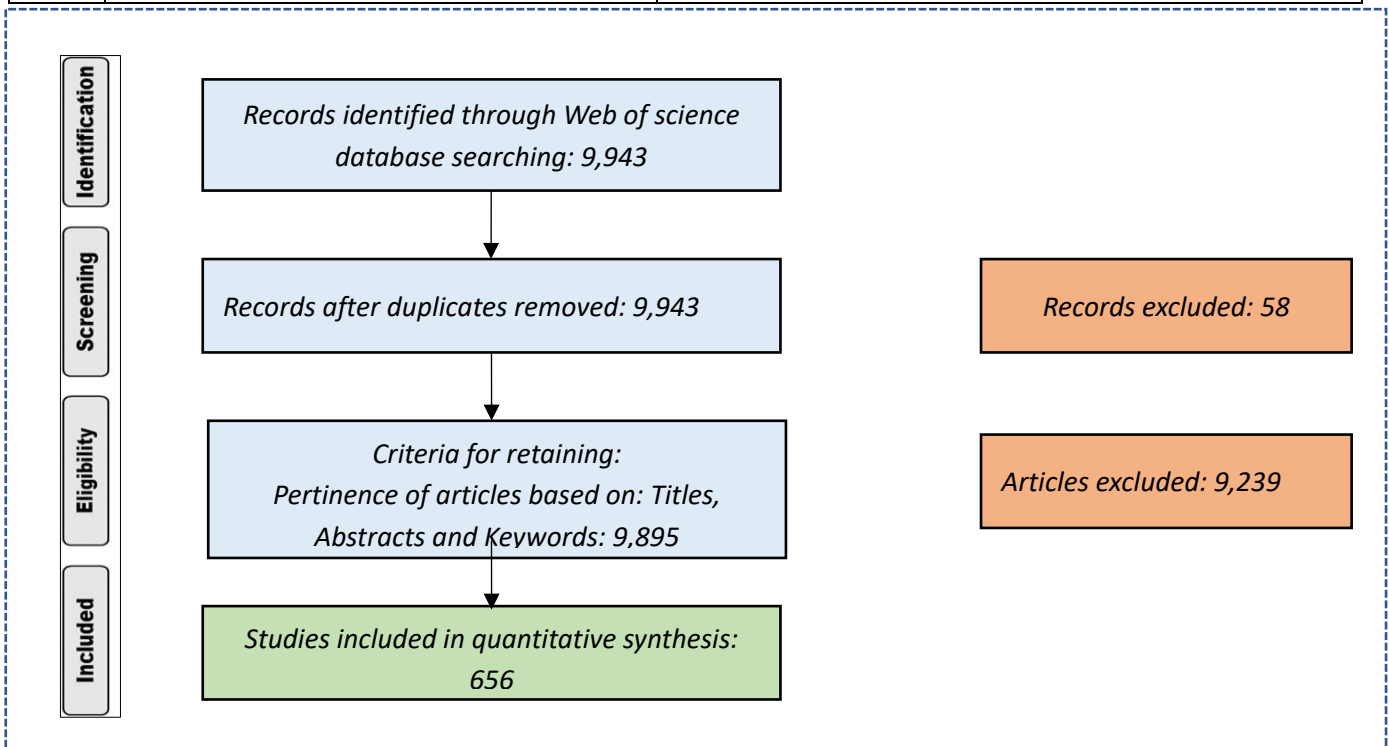 Identification
Records identified through Web of science
database searching: 9,943
Screening
Records after duplicates removed: 9,943
Records excluded: 58
Eligibility
Criteria for retaining:
Pertinence of articles based on: Titles,
Abstracts and Keywords: 9,895
Articles excluded: 9,239
Included
Studies included in quantitative synthesis:
656